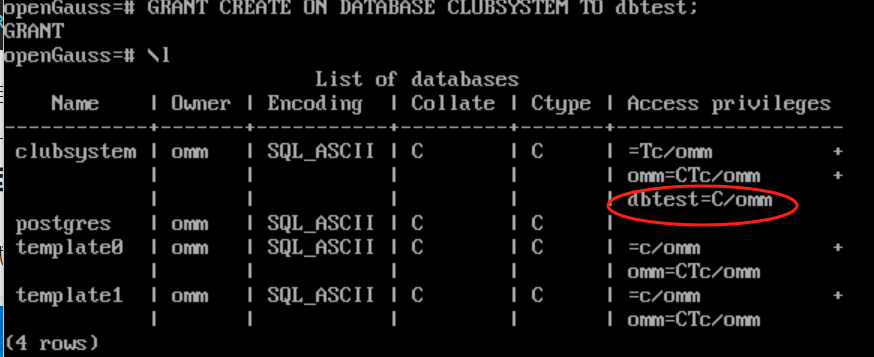 openGauss=# GRANT CREATE ON DATABASE CLUBSYSTEM TO dbtest;
GRANT
openGauss=# \l
                          List of databases
    Name    | Owner | Encoding  | Collate | Ctype | Access privileges
------------+-------+-----------+---------+-------+-------------------
 clubsystem | omm   | SQL_ASCII | C       | C     | =Tc/omm          +
            |       |           |         |       | omm=CTc/omm      +
            |       |           |         |       | dbtest=C/omm
 postgres   | omm   | SQL_ASCII | C       | C     |
 template0  | omm   | SQL_ASCII | C       | C     | =c/omm           +
            |       |           |         |       | omm=CTc/omm
 template1  | omm   | SQL_ASCII | C       | C     | =c/omm           +
            |       |           |         |       | omm=CTc/omm
(4 rows)